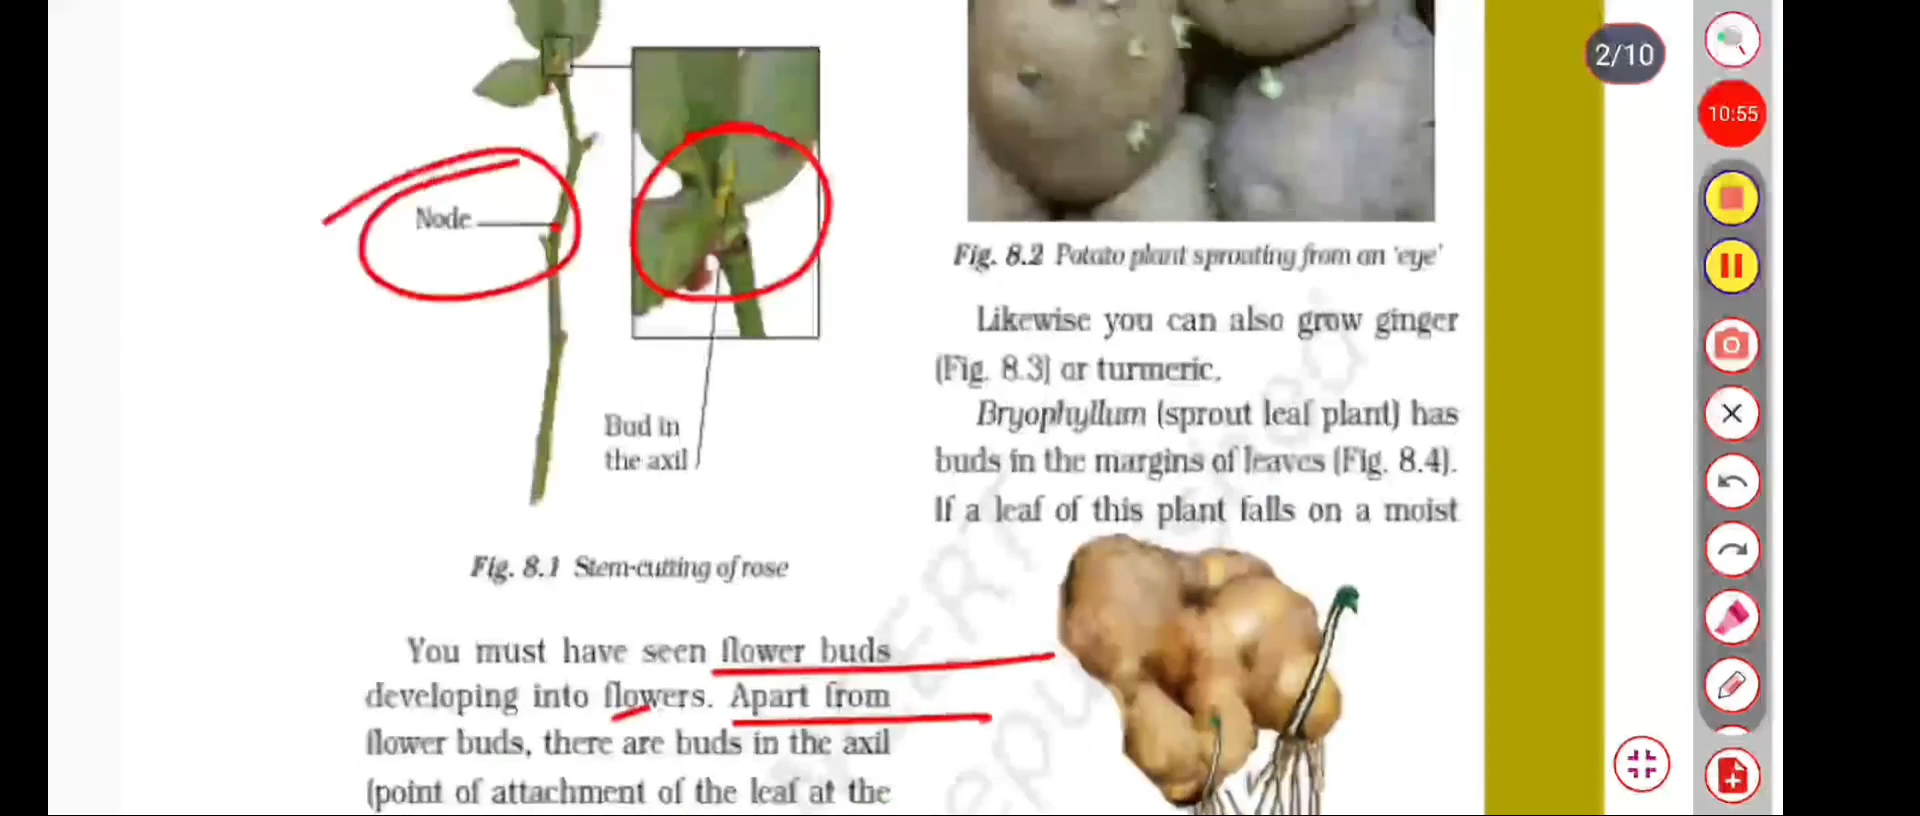 Node
Bud in
the axil
Fig. 8.1 Stem-cutting of rose
You must have seen flower buds
developing into flowers. Apart from
flower buds, there are buds in the axil
(point of attachment of the leaf at the
Fig. 8.2 Potato plant sprouting from an 'eye'
Likewise you can also grow ginger
(Fig. 8.3) or turmeric.
Bryophyllum (sprout leaf plant) has
buds in the margins of leaves (Fig. 8.4).
If a leaf of this plant falls on a moist
2/10
10:55